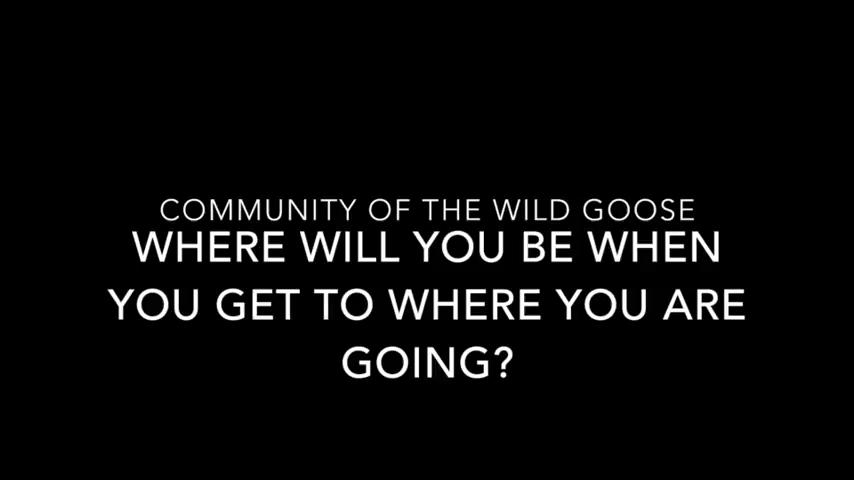 COMMUNITY OF THE WILD GOOSE
WHERE WILL YOU BE WHEN
YOU GET TO WHERE YOU ARE
GOING?